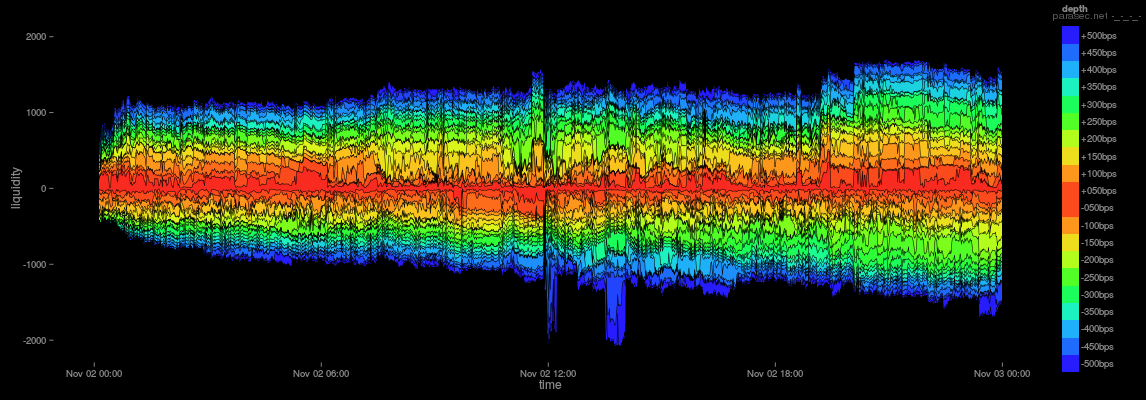 depth
parasec.net -_-_-_-
+500bps
+450bps
+400bps
+350bps
+300bps
+250bps
+200bps
+150bps
+100bps
+050bps
-050bps
-100bps
-150bps
-200bps
-250bps
-300bps
-350bps
-400bps
-450bps
-500bps
2000
1000
0
-1000
-2000
liquidity
Nov 02 00:00
Nov 02 06:00
Nov 02 12:00
Nov 02 18:00
Nov 03 00:00
time